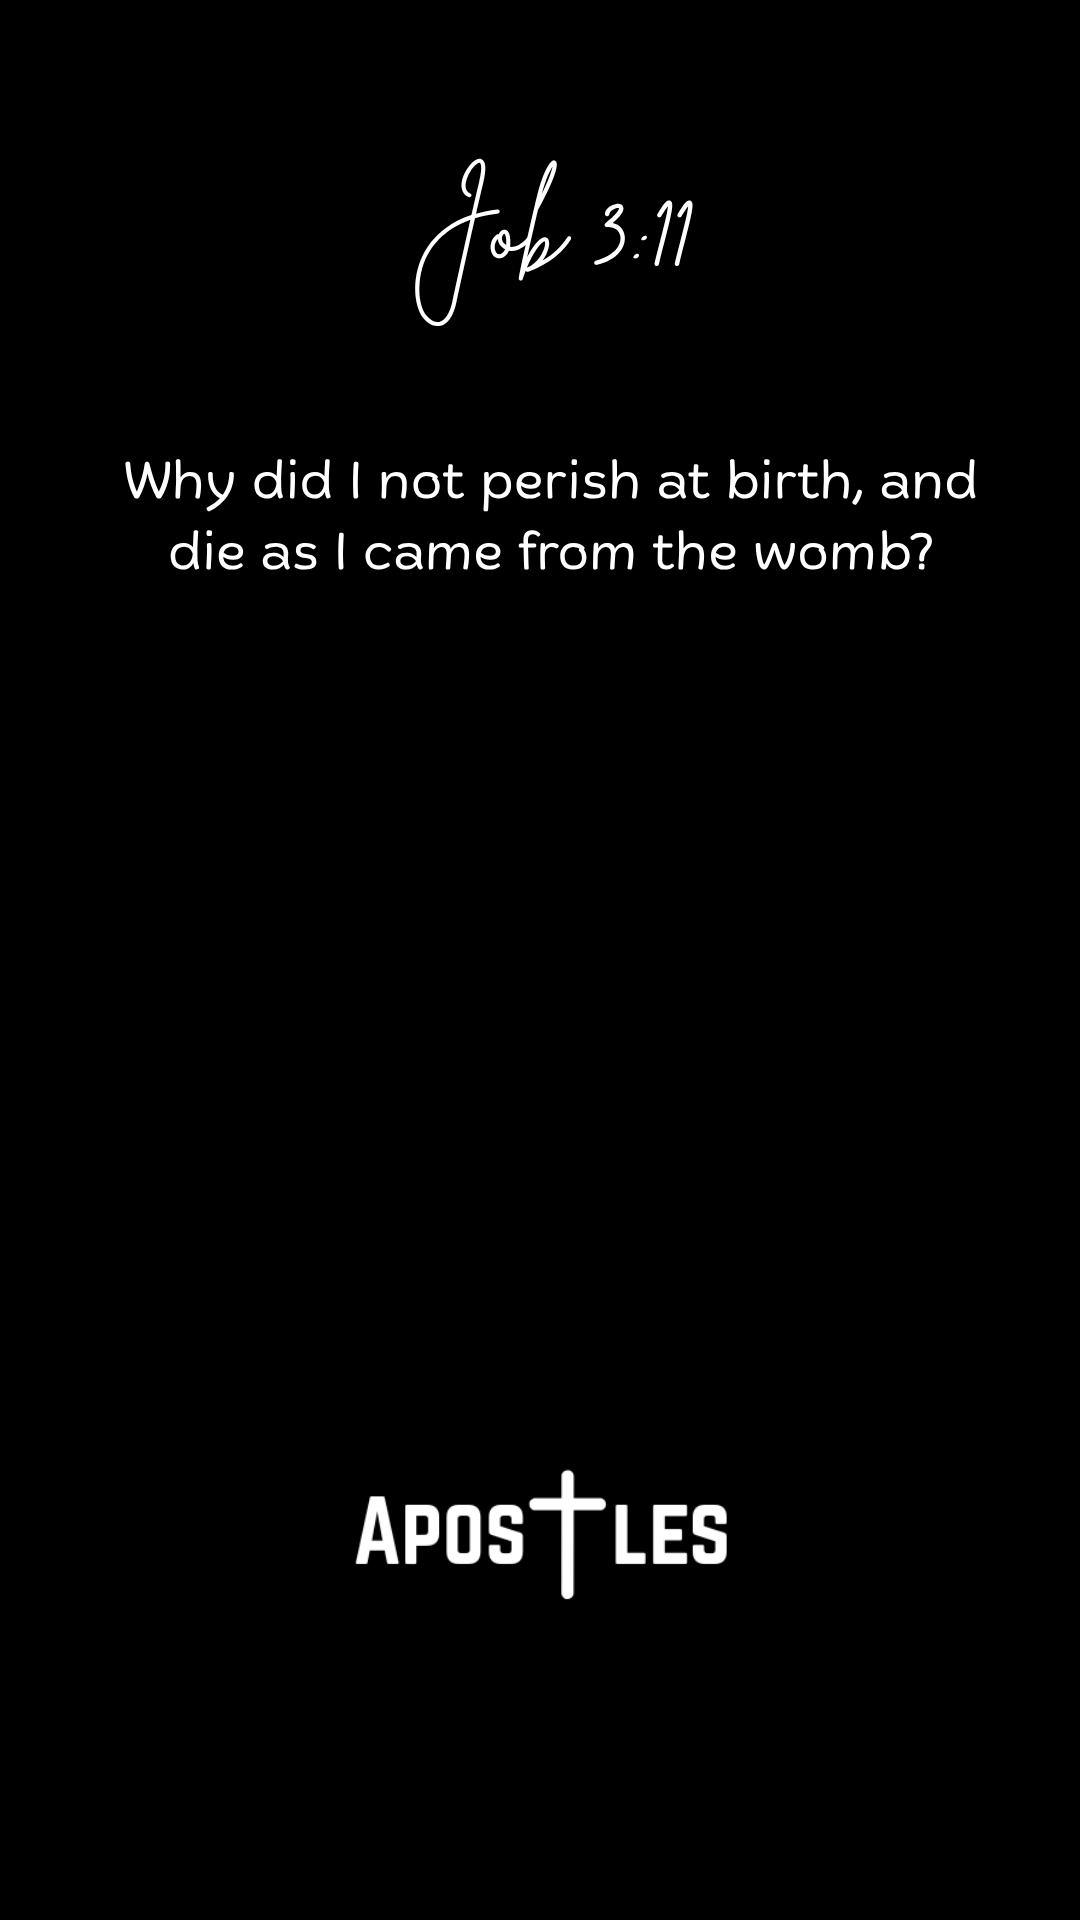 Job 3:11
Why did I not perish at birth, and
die as I came from the womb?
APOSTLES